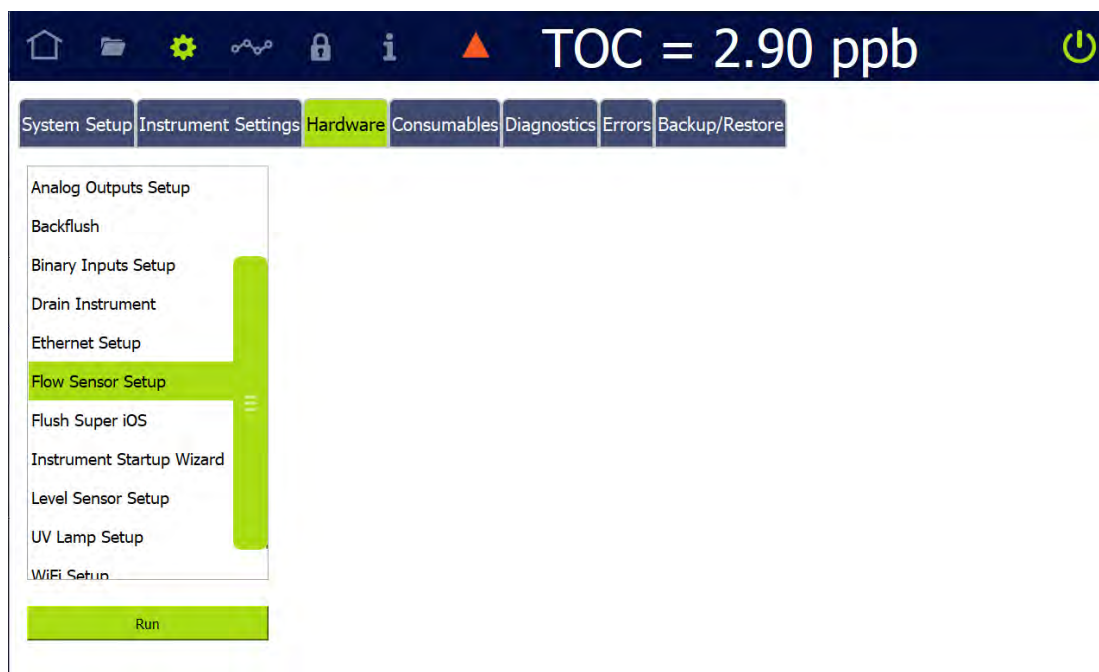 TOC = 2.90 ppb
System Setup Instrument Settings Hardware Consumables Diagnostics Errors Backup/Restore
Analog Outputs Setup
Backflush
Binary Inputs Setup
Drain Instrument
Ethernet Setup
Flow Sensor Setup
Flush Super iOS
Instrument Startup Wizard
Level Sensor Setup
UV Lamp Setup
WiFi Setup
Run